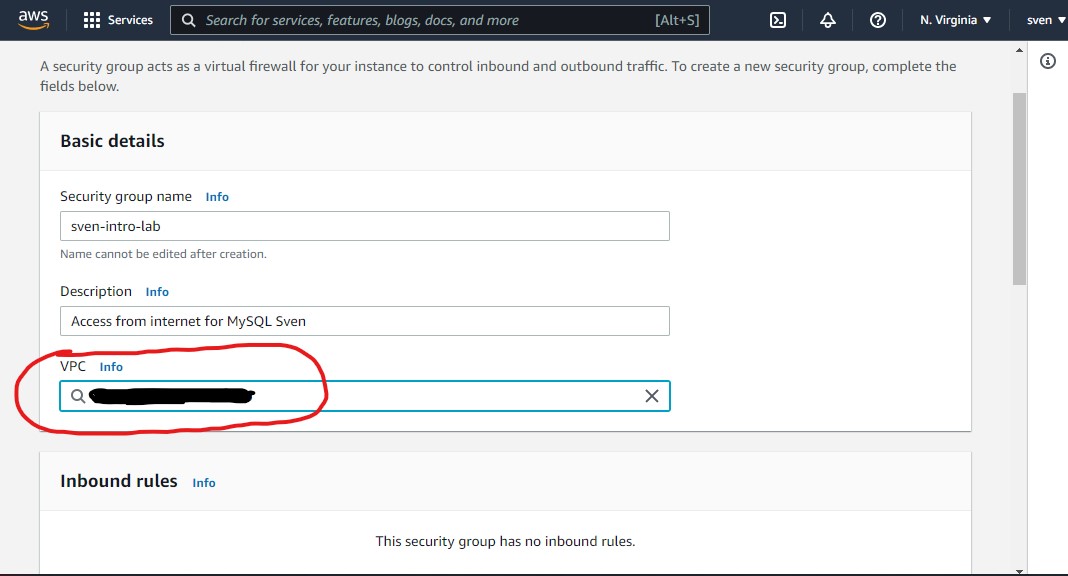 aws Services Search for services, features, blogs, docs, and more [Alt+S] N. Virginia sven
A security group acts as a virtual firewall for your instance to control inbound and outbound traffic. To create a new security group, complete the
fields below.
Basic details
Security group name Info
sven-intro-lab
Name cannot be edited after creation.
Description Info
Access from internet for MySQL Sven
VPC Info
Inbound rules Info
This security group has no inbound rules.